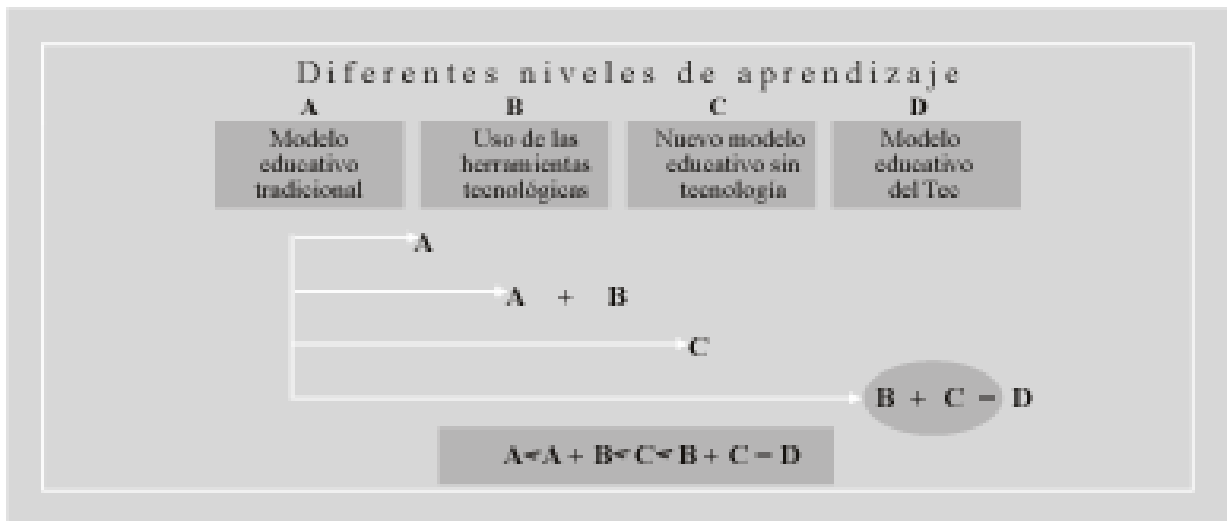 Diferentes niveles de aprendizaje
A B C D
Modelo educativo tradicional
Uso de las herramientas tecnológicas
Nuevo modelo educativo sin tecnología
Modelo educativo del Tec
A
A + B
C
B + C = D
A<A + B<C<B + C = D